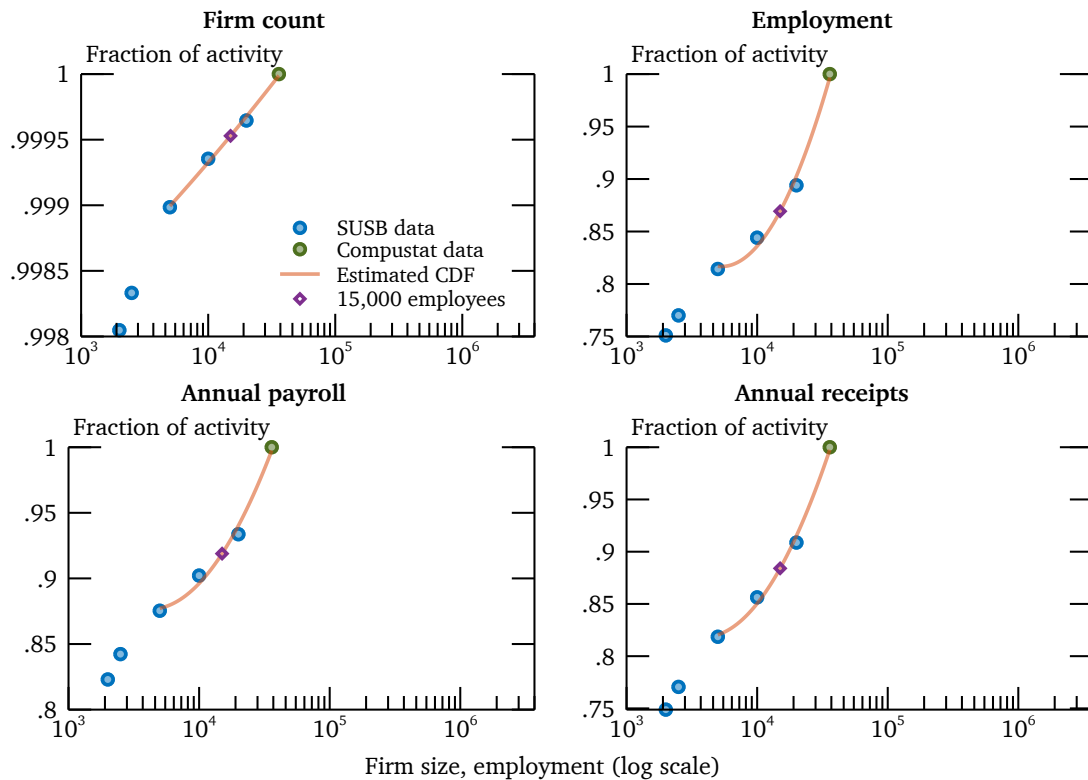 Firm count
Fraction of activity
1
.9995
.999
.9985
.998
10³ 10⁴ 10⁵ 10⁶
SUSB data
Compustat data
Estimated CDF
15,000 employees
Employment
Fraction of activity
1
.95
.9
.85
.8
.75
10³ 10⁴ 10⁵ 10⁶
Annual payroll
Fraction of activity
1
.95
.9
.85
.8
10³ 10⁴ 10⁵ 10⁶
Annual receipts
Fraction of activity
1
.95
.9
.85
.8
.75
10³ 10⁴ 10⁵ 10⁶
Firm size, employment (log scale)